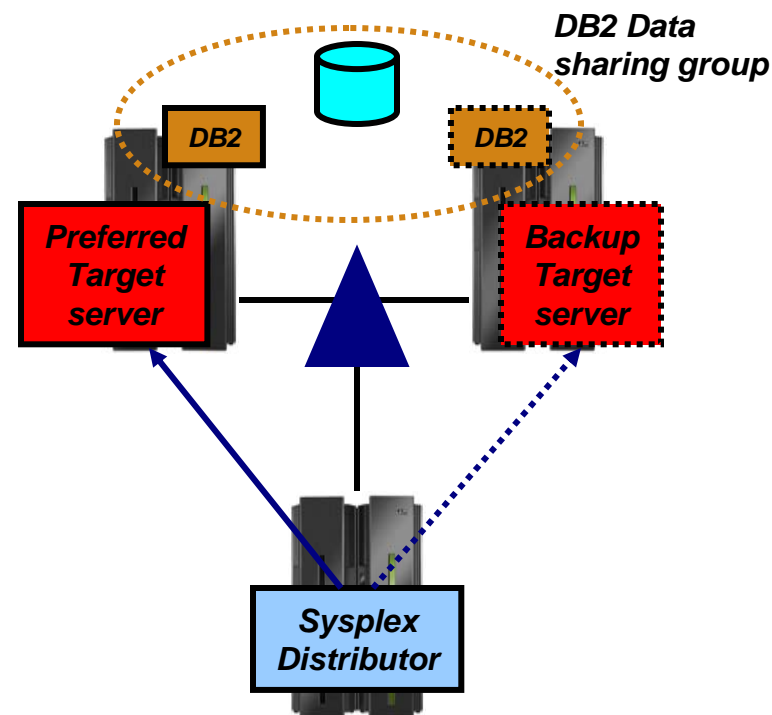 DB2 Data
sharing group
DB2
DB2
Preferred
Target
server
Backup
Target
server
Sysplex
Distributor